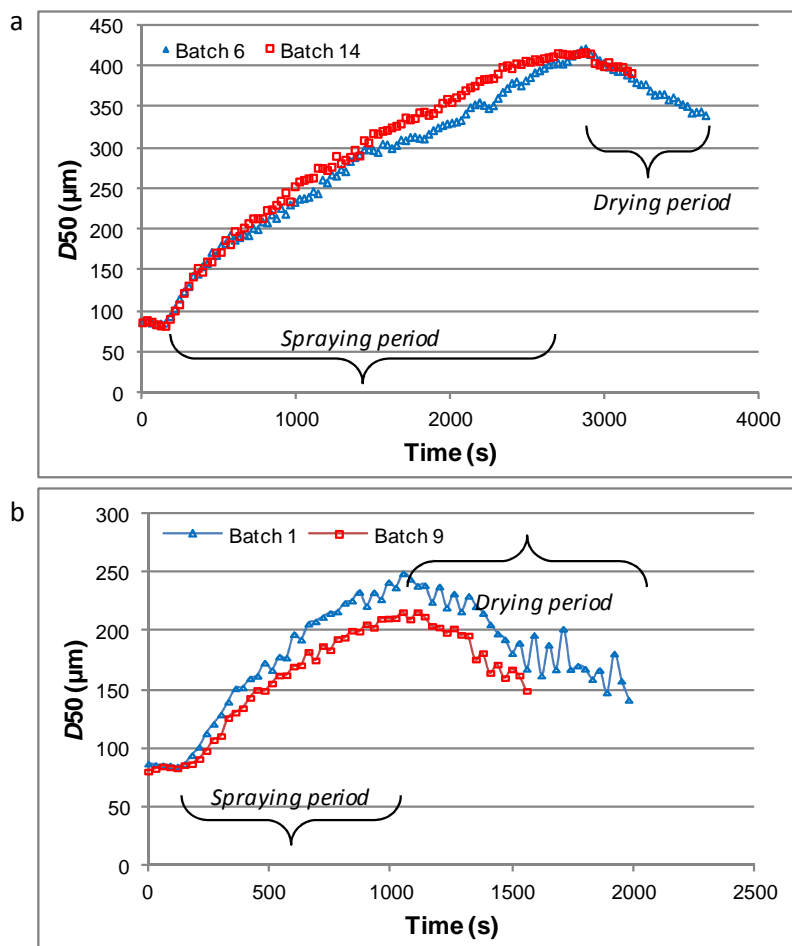 a
450
400
350
300
250
200
150
100
50
0
D50 (µm)
Batch 6 Batch 14
Drying period
Spraying period
0 1000 2000 3000 4000
Time (s)
b
300
250
200
150
100
50
0
D50 (µm)
Batch 1 Batch 9
Drying period
Spraying period
0 500 1000 1500 2000 2500
Time (s)